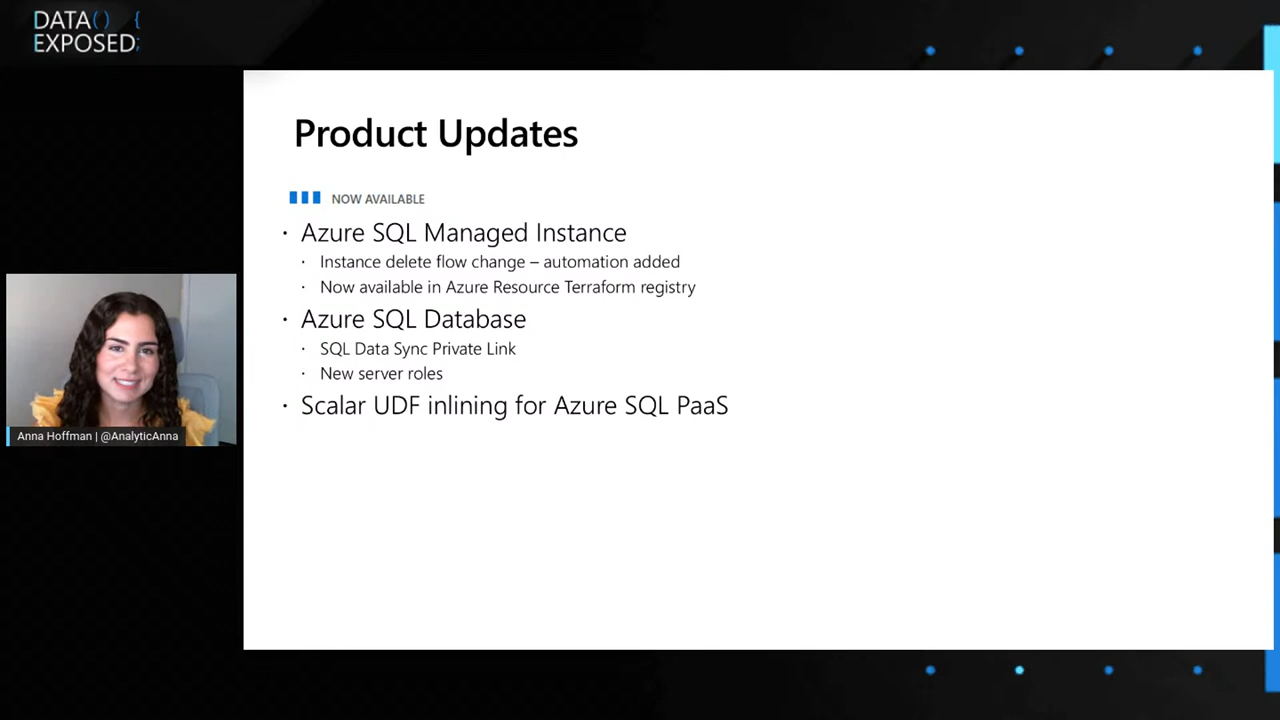 DATA() {
EXPOSED;
Product Updates
NOW AVAILABLE
· Azure SQL Managed Instance
· Instance delete flow change – automation added
· Now available in Azure Resource Terraform registry
· Azure SQL Database
· SQL Data Sync Private Link
· New server roles
· Scalar UDF inlining for Azure SQL PaaS
Anna Hoffman | @AnalyticAnna